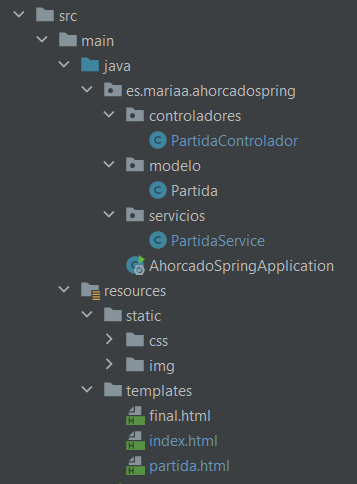 src
main
java
es.mariaa.ahorcadospring
controladores
C PartidaControlador
modelo
C Partida
servicios
C PartidaService
C AhorcadoSpringApplication
resources
static
css
img
templates
H final.html
H index.html
H partida.html